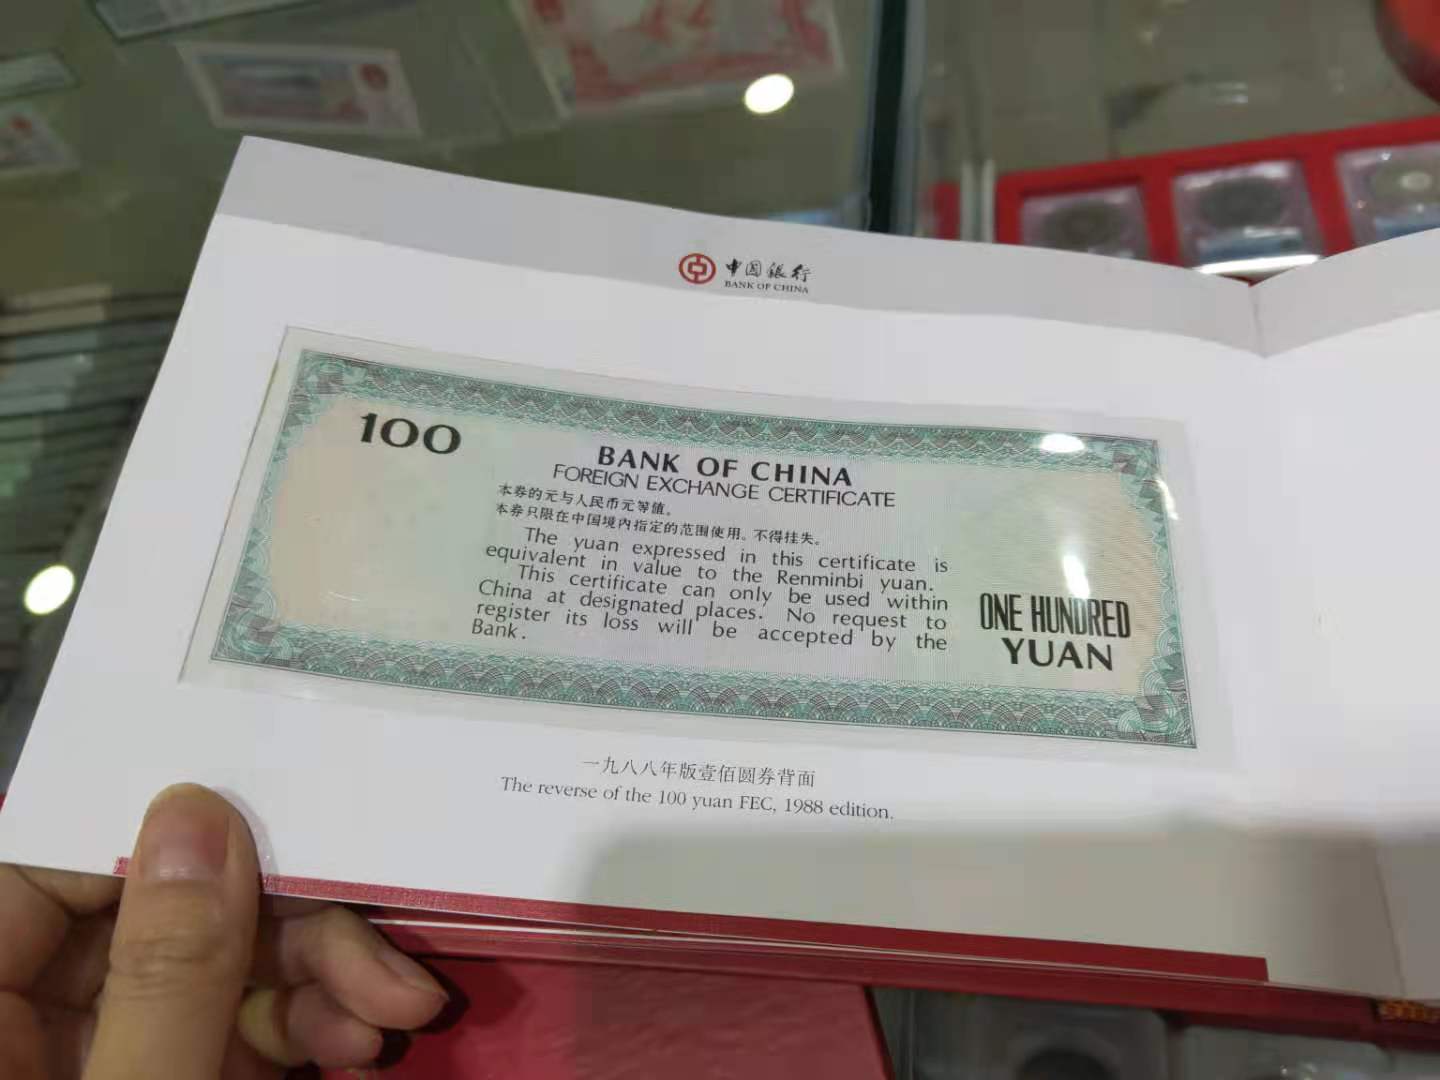 中国银行
BANK OF CHINA
100
BANK OF CHINA
FOREIGN EXCHANGE CERTIFICATE
本券的元与人民币元等值。
本券只限在中国境内指定的范围使用。不得挂失。
The yuan expressed in this certificate is
equivalent in value to the Renminbi yuan.
This certificate can only be used within
China at designated places. No request to
register its loss will be accepted by the
Bank.
ONE HUNDRED
YUAN
一九八八年版壹佰圆券背面
The reverse of the 100 yuan FEC, 1988 edition.